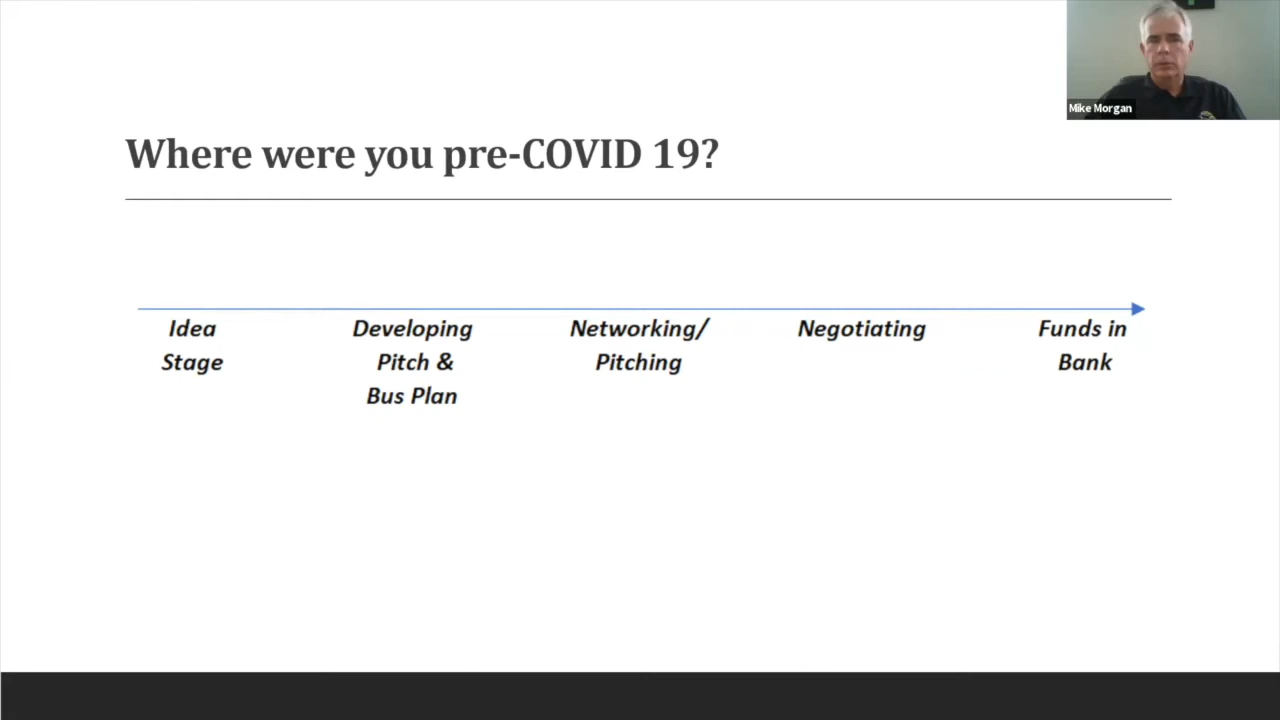 Mike Morgan
Where were you pre-COVID 19?
Idea
Stage
Developing
Pitch &
Bus Plan
Networking/
Pitching
Negotiating
Funds in
Bank